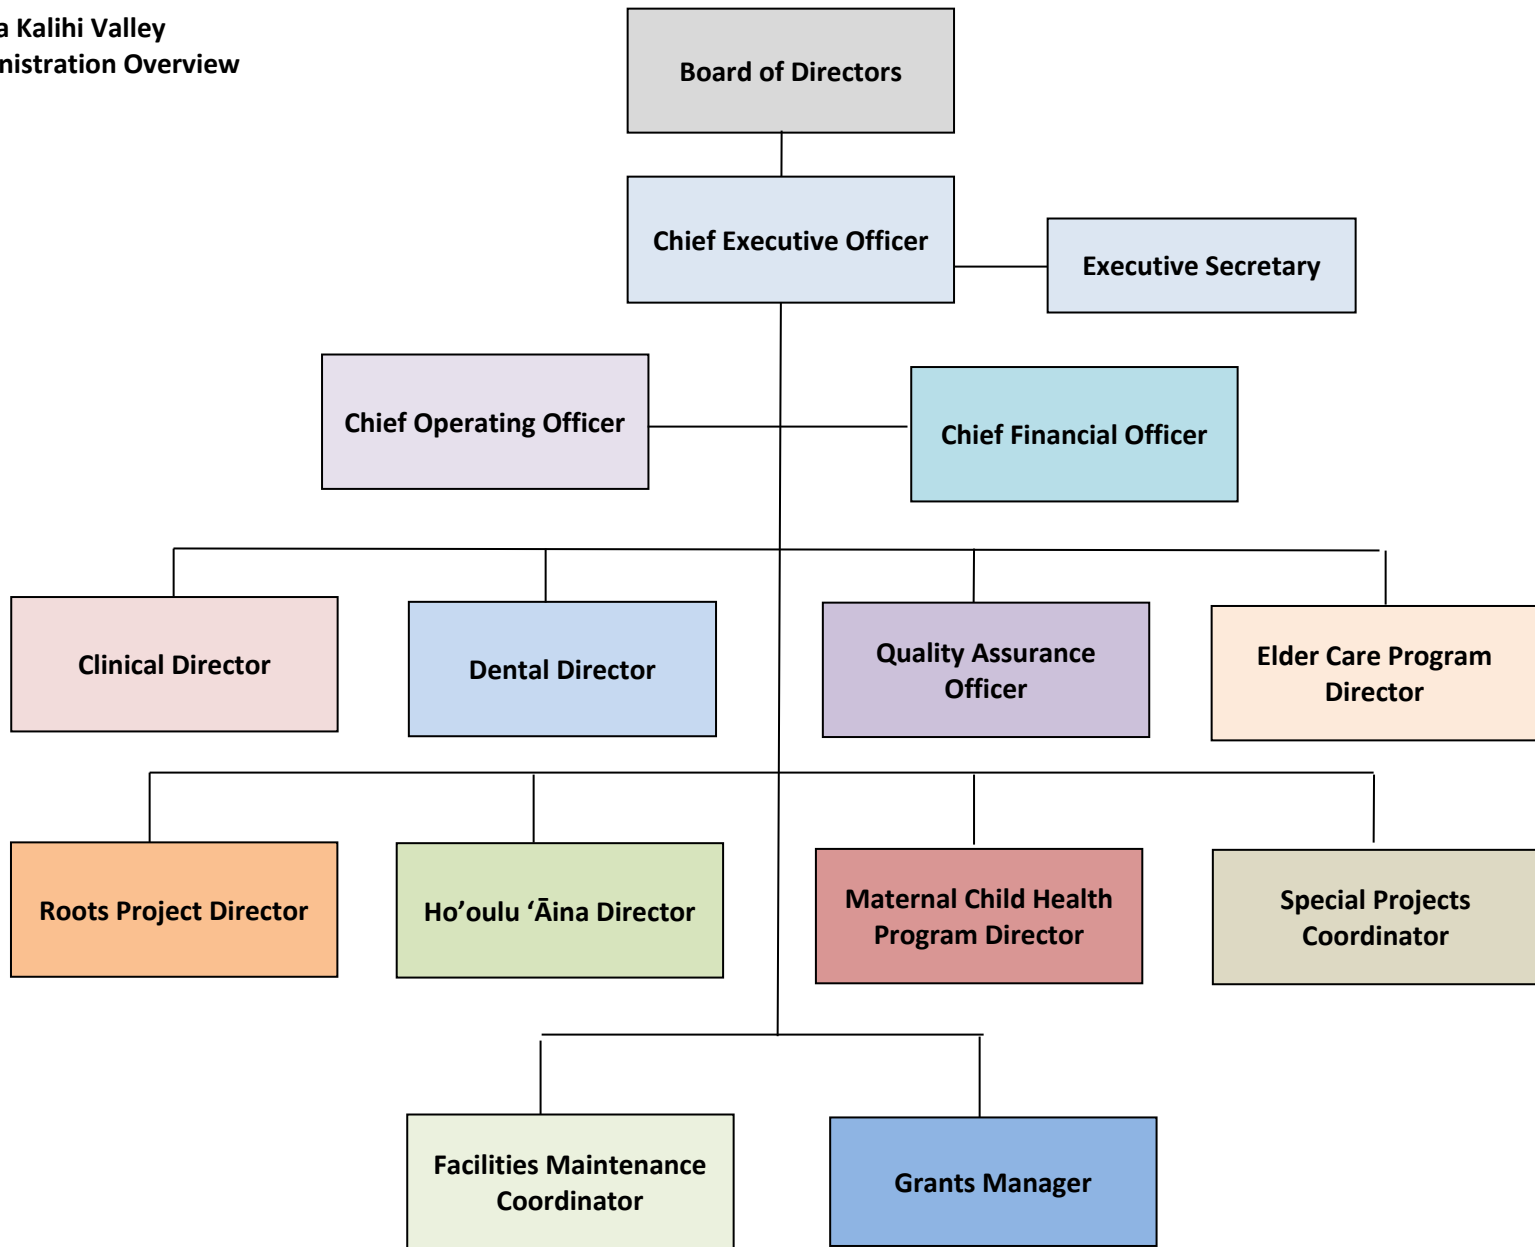 a Kalihi Valley
nistration Overview
Board of Directors
Chief Executive Officer
Executive Secretary
Chief Operating Officer
Chief Financial Officer
Clinical Director
Dental Director
Quality Assurance
Officer
Elder Care Program
Director
Roots Project Director
Ho’oulu ‘Āina Director
Maternal Child Health
Program Director
Special Projects
Coordinator
Facilities Maintenance
Coordinator
Grants Manager